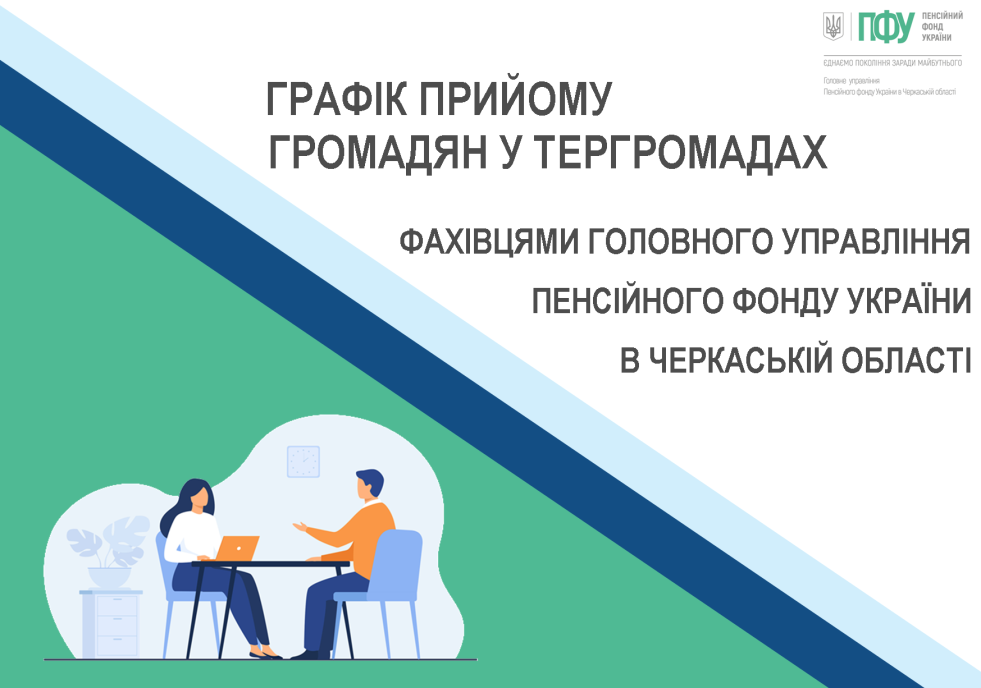 ПФУ
ПЕНСІЙНИЙ
ФОНД
УКРАЇНИ
ЄДНАЄМО ПОКОЛІННЯ ЗАРАДИ МАЙБУТНЬОГО
Головне управління
Пенсійного фонду України в Черкаській області
ГРАФІК ПРИЙОМУ
ГРОМАДЯН У ТЕРГРОМАДАХ
ФАХІВЦЯМИ ГОЛОВНОГО УПРАВЛІННЯ
ПЕНСІЙНОГО ФОНДУ УКРАЇНИ
В ЧЕРКАСЬКІЙ ОБЛАСТІ